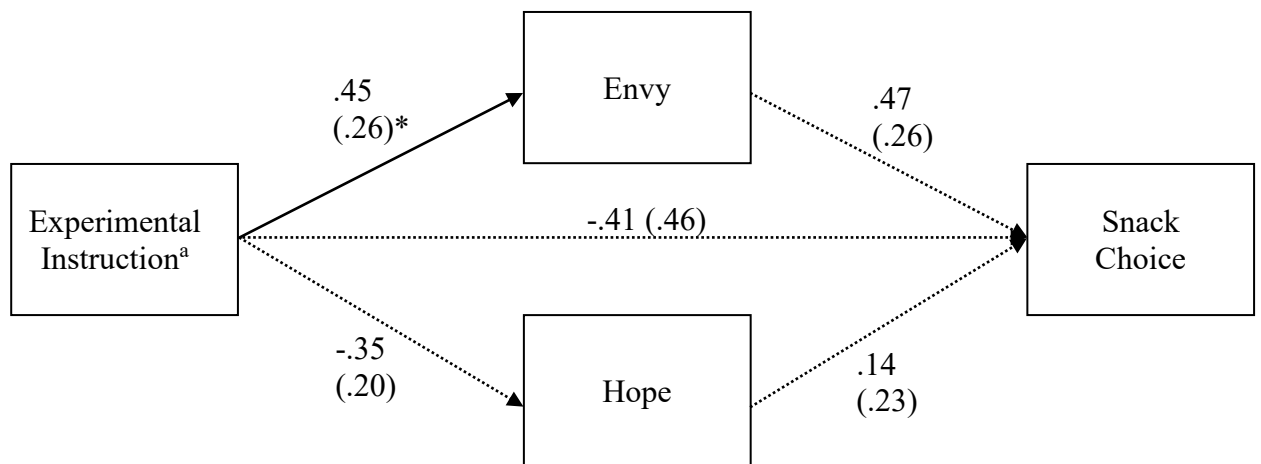 Envy
.45
(.26)*
.47
(.26)
Experimental
Instructionᵃ
-.41 (.46)
Snack
Choice
-.35
(.20)
Hope
.14
(.23)